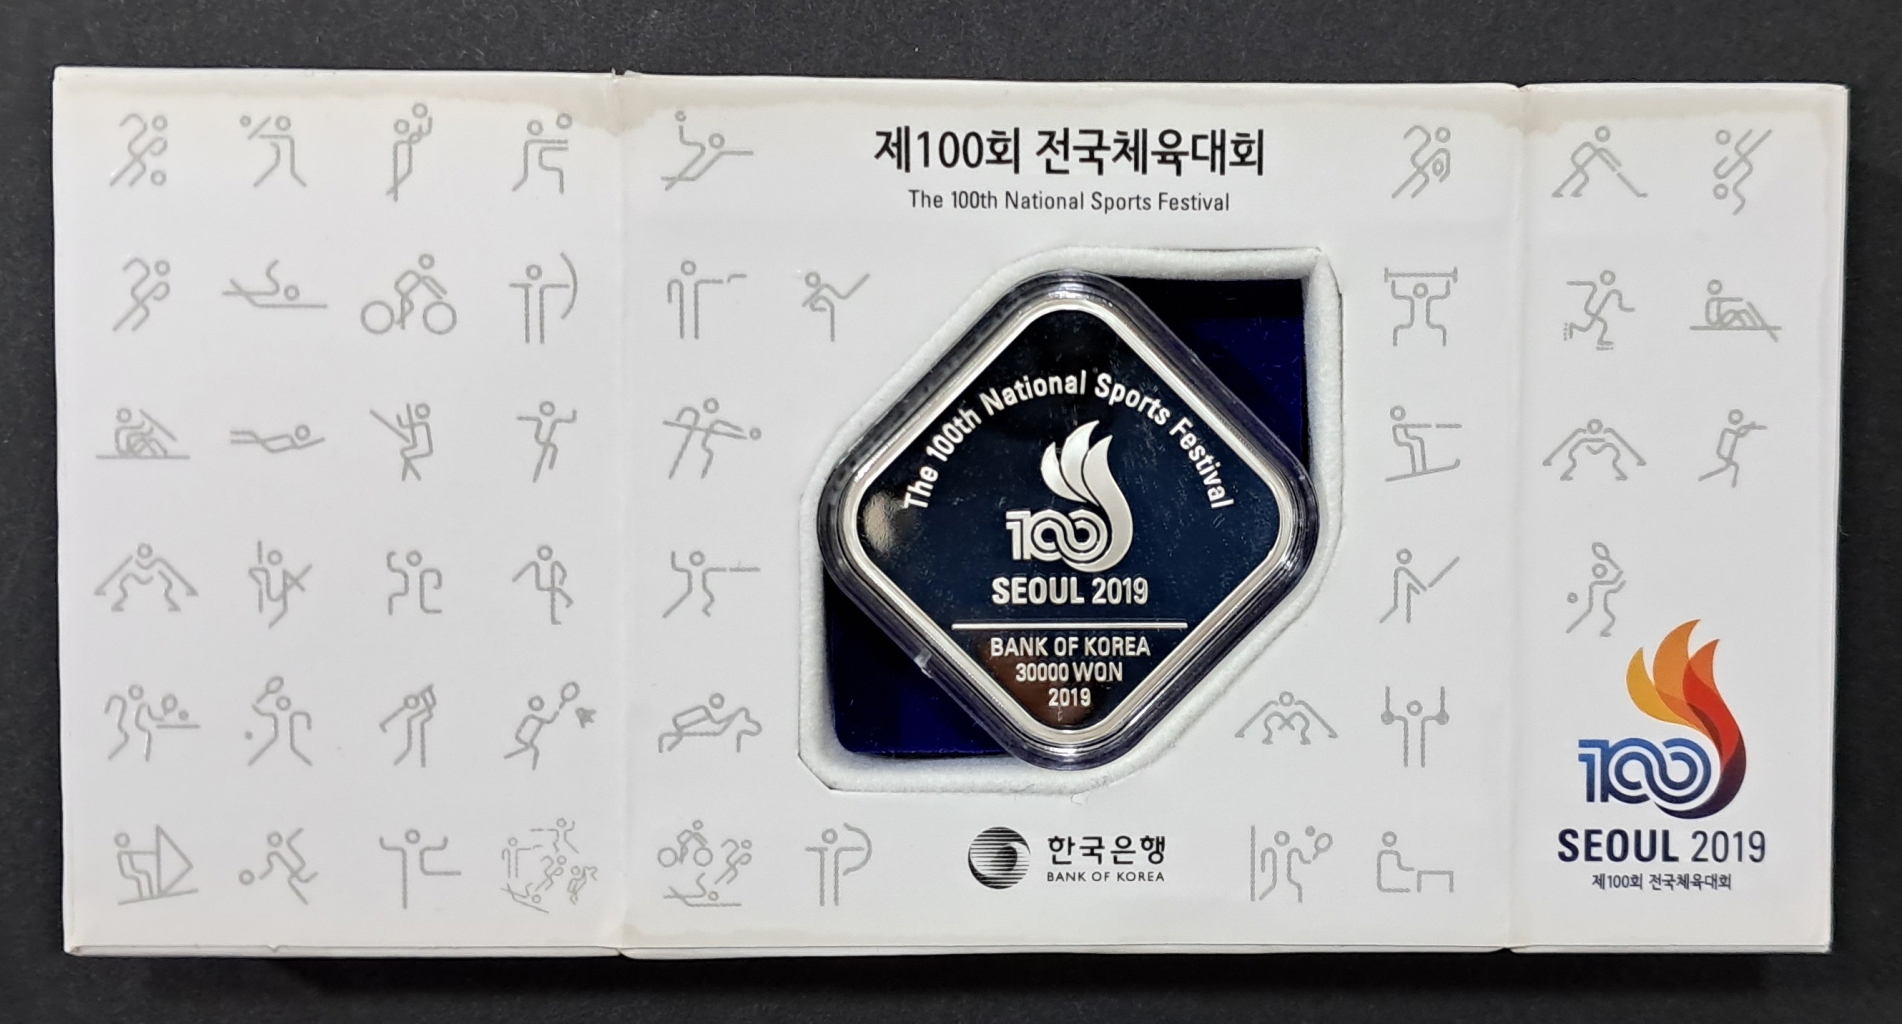 제100회 전국체육대회
The 100th National Sports Festival
The 100th National Sports Festival
100
SEOUL 2019
BANK OF KOREA
30000 WON
2019
한국은행
BANK OF KOREA
100
SEOUL 2019
제100회 전국체육대회